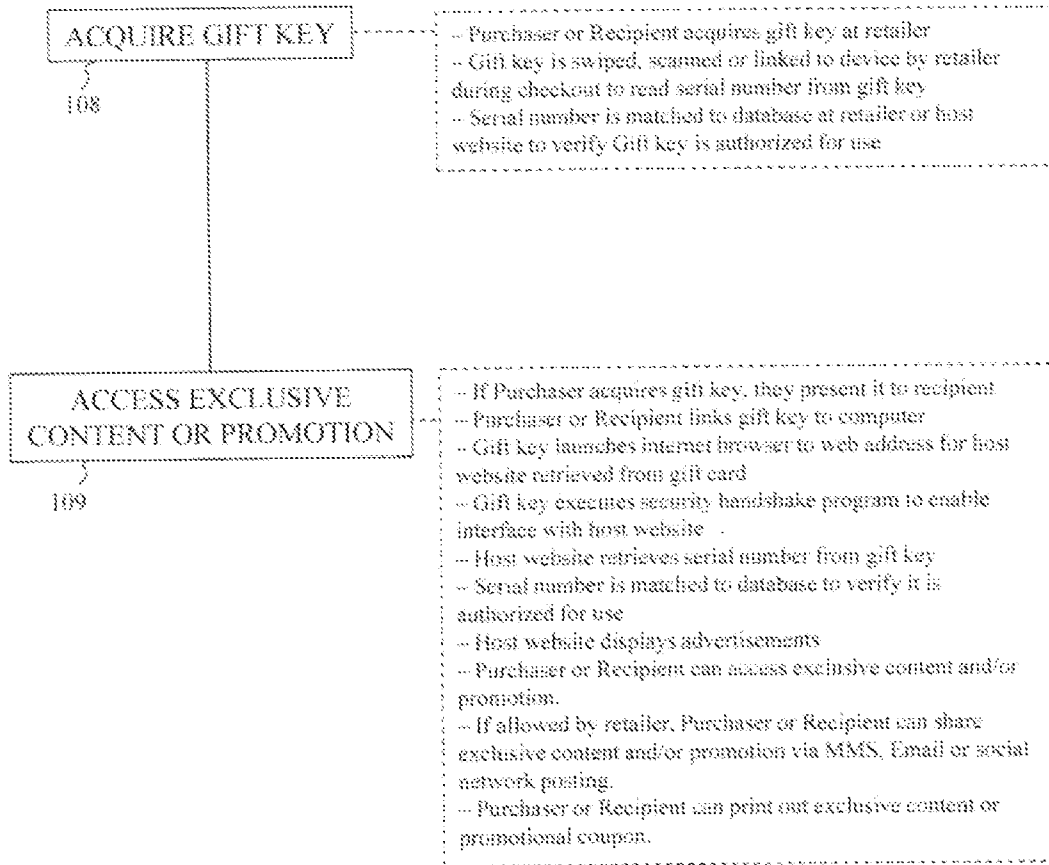 ACQUIRE GIFT KEY
108
– Purchaser or Recipient acquires gift key at retailer
– Gift key is swiped, scanned or linked to device by retailer
during checkout to read serial number from gift key
– Serial number is matched to database at retailer or host
website to verify Gift key is authorized for use
ACCESS EXCLUSIVE
CONTENT OR PROMOTION
109
– If Purchaser acquires gift key, they present it to recipient
– Purchaser or Recipient links gift key to computer
– Gift key launches internet browser to web address for host
website retrieved from gift card
– Gift key executes security handshake program to enable
interface with host website
– Host website retrieves serial number from gift key
– Serial number is matched to database to verify it is
authorized for use
– Host website displays advertisements
– Purchaser or Recipient can access exclusive content and/or
promotion.
– If allowed by retailer, Purchaser or Recipient can share
exclusive content and/or promotion via MMS, Email or social
network posting.
– Purchaser or Recipient can print out exclusive content or
promotional coupon.